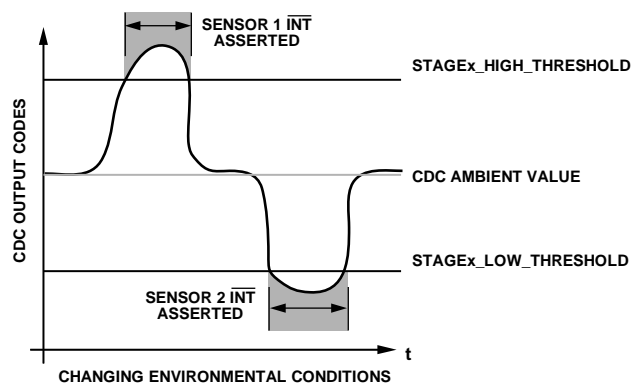 SENSOR 1 INT
ASSERTED
STAGEx_HIGH_THRESHOLD
CDC OUTPUT CODES
CDC AMBIENT VALUE
STAGEx_LOW_THRESHOLD
SENSOR 2 INT
ASSERTED
t
CHANGING ENVIRONMENTAL CONDITIONS